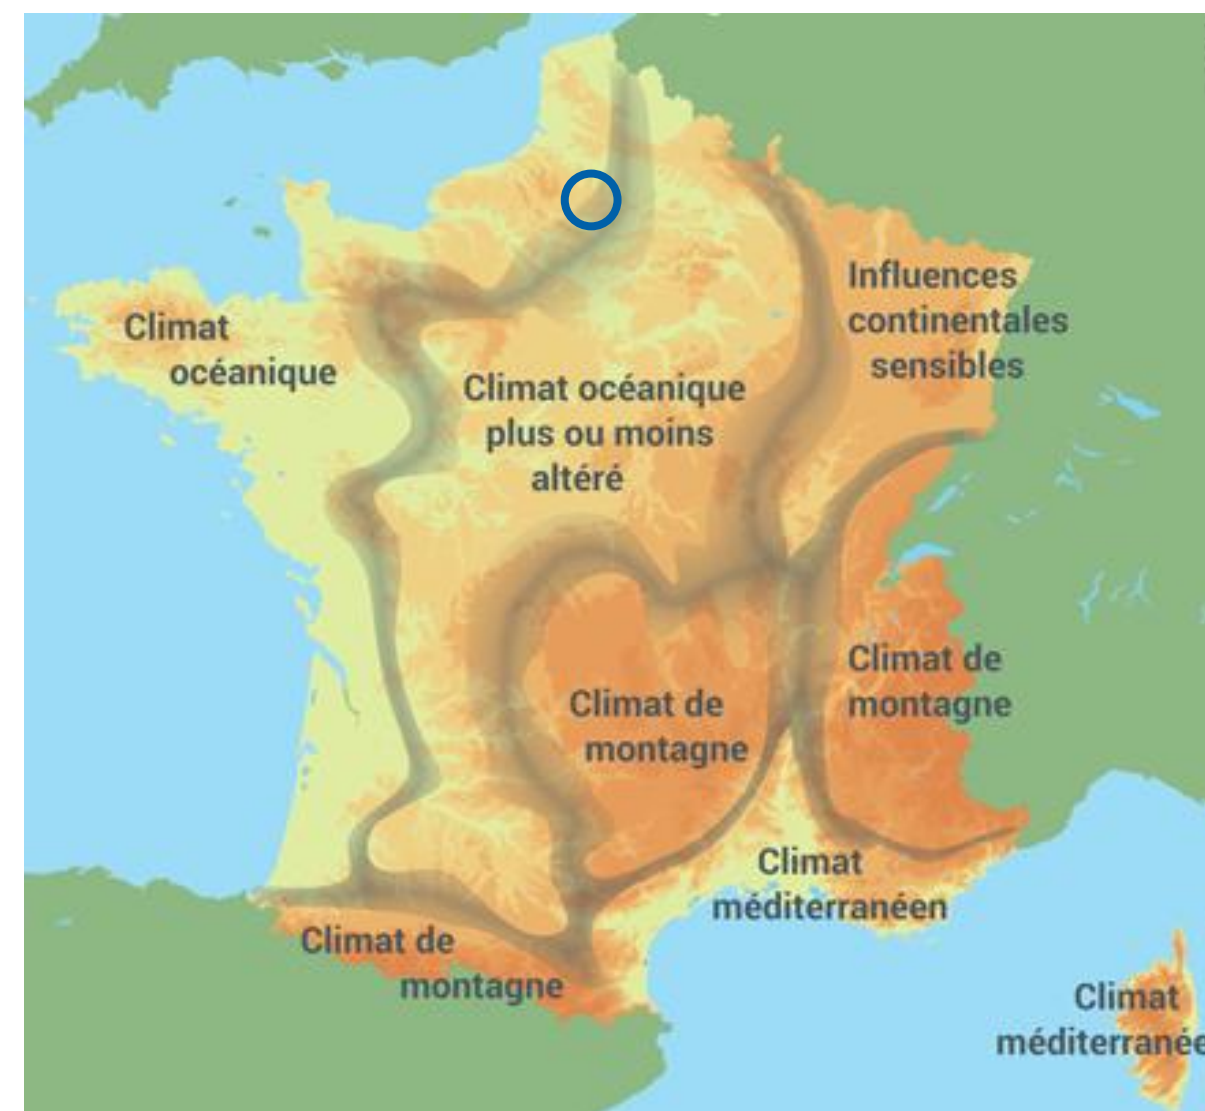 Influences
continentales
sensibles
Climat
océanique
Climat océanique
plus ou moins
altéré
Climat de
montagne
Climat de
montagne
Climat
méditerranéen
Climat de
montagne
Climat
méditerranée